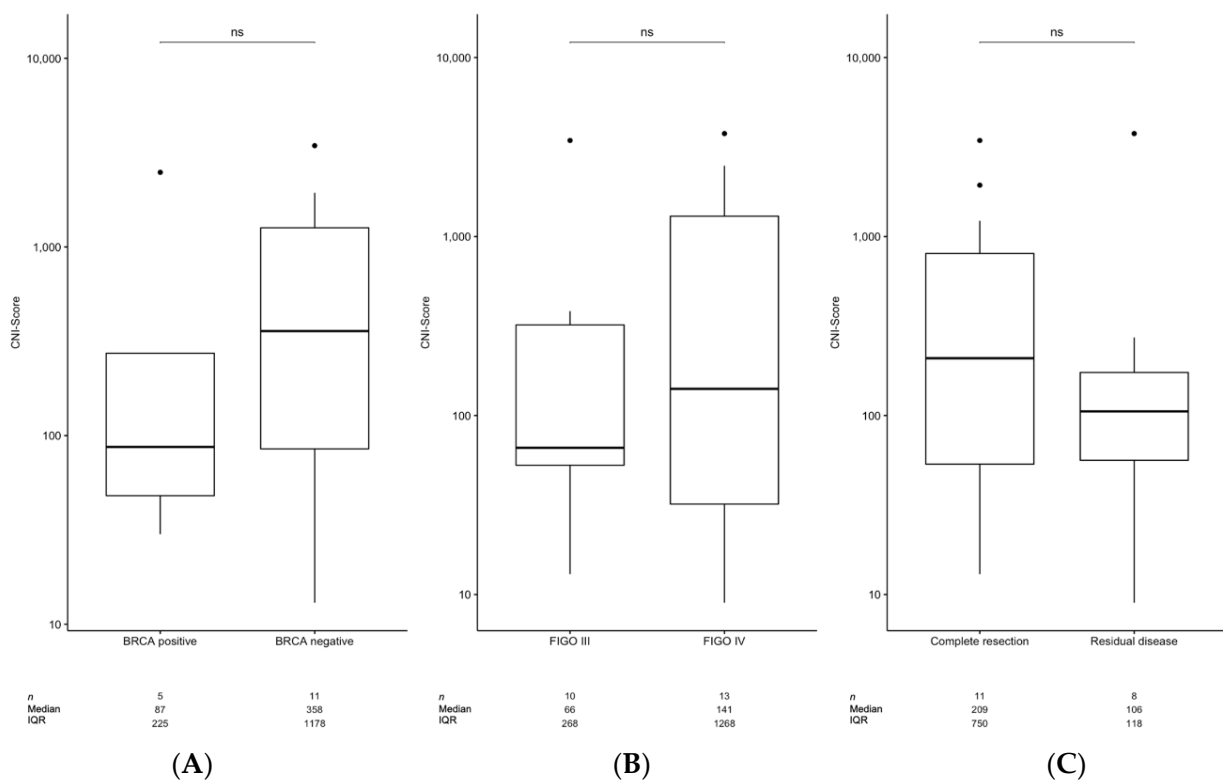 ns
10,000
1,000
100
10
CNI-Score
BRCA positive
BRCA negative
n 5 11
Median 87 358
IQR 225 1178
(A)
ns
10,000
1,000
100
10
CNI-Score
FIGO III
FIGO IV
n 10 13
Median 66 141
IQR 268 1268
(B)
ns
10,000
1,000
100
10
CNI-Score
Complete resection
Residual disease
n 11 8
Median 209 106
IQR 750 118
(C)